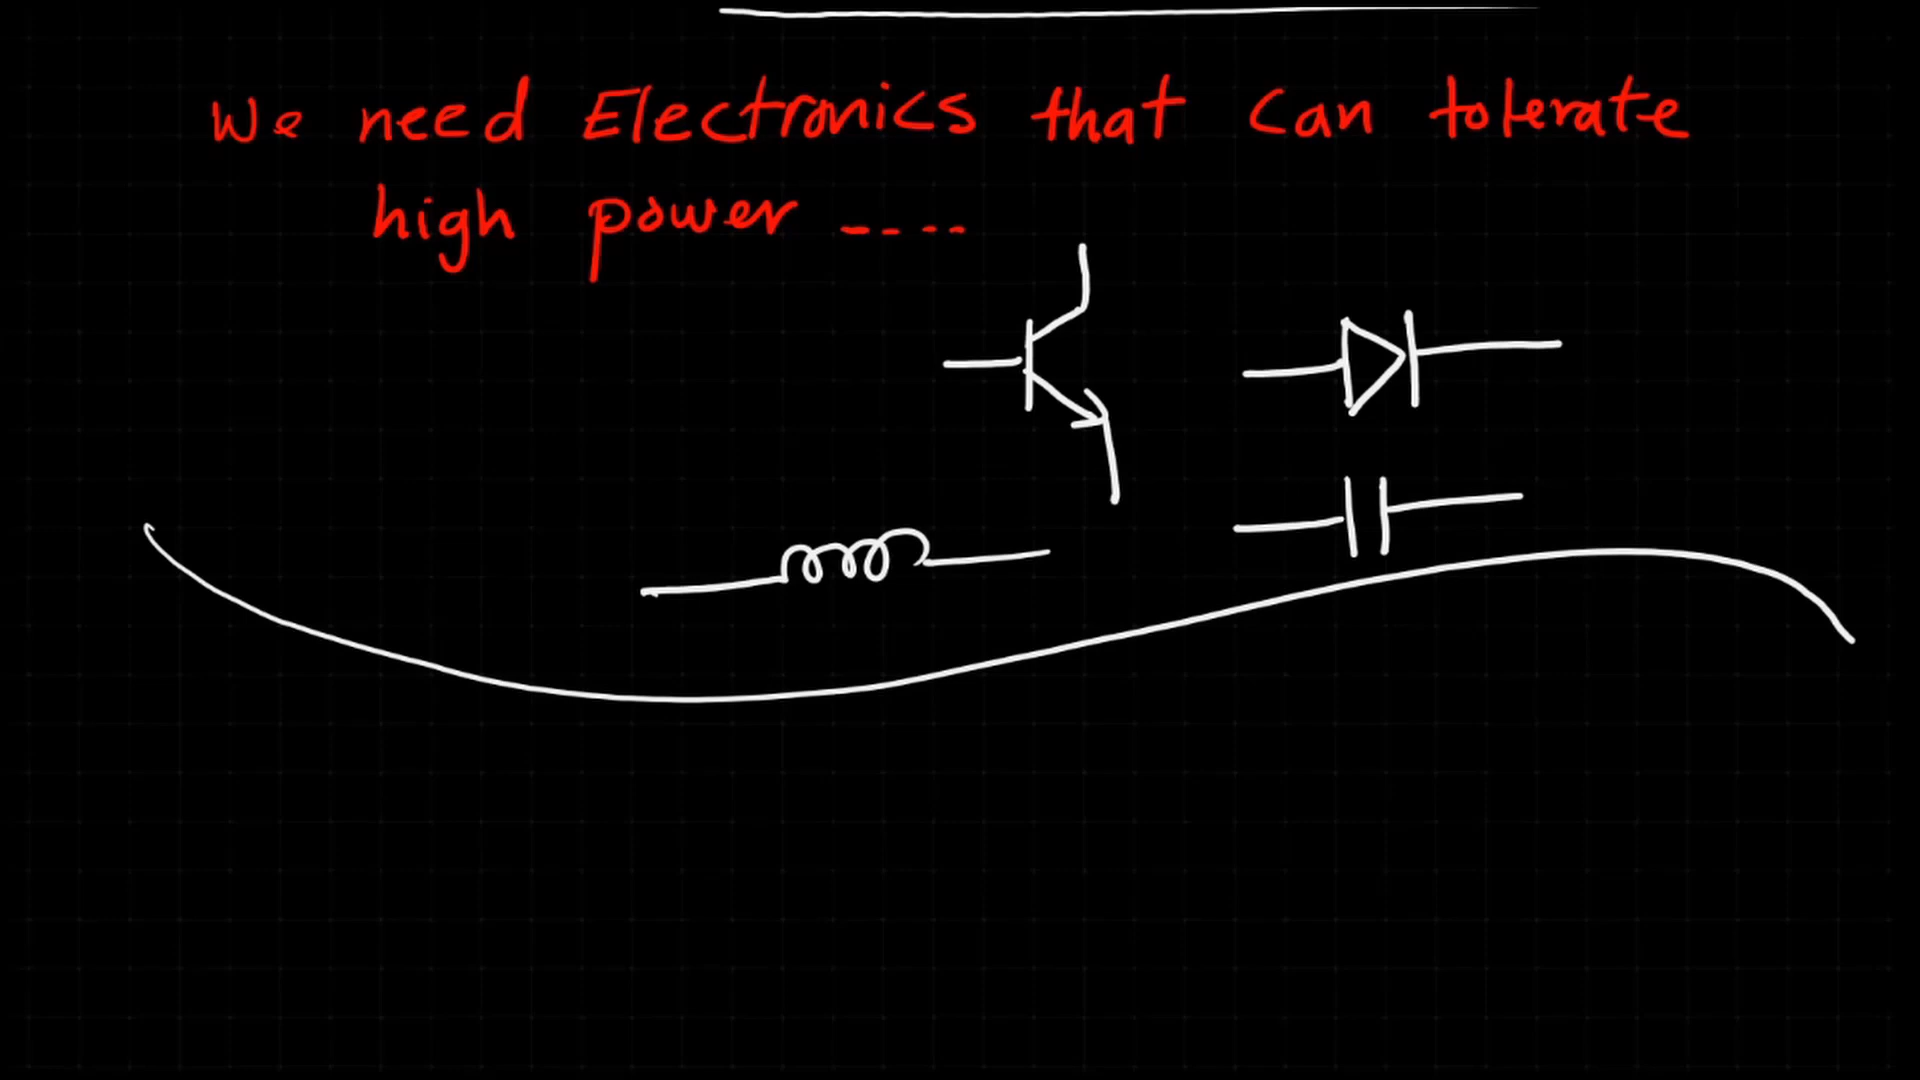 We need Electronics that can tolerate
high power -----